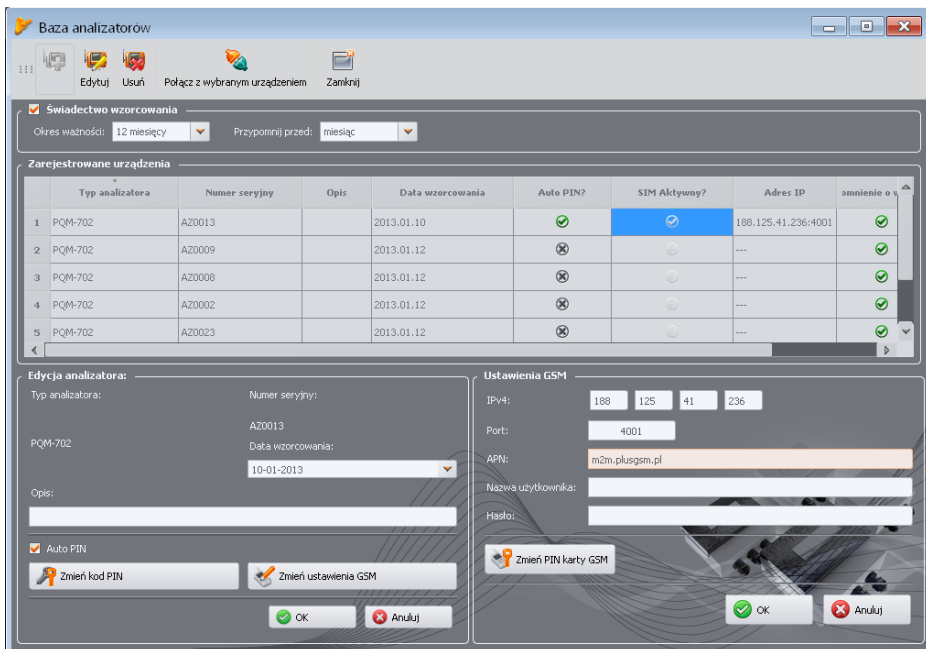 Baza analizatorów
Edytuj Usuń Połącz z wybranym urządzeniem Zamknij
Świadectwo wzorcowania
Okres ważności: 12 miesięcy Przypomnij przed: miesiąc
Zarejestrowane urządzenia
Typ analizatora Numer seryjny Opis Data wzorcowania Auto PIN? SIM Aktywny? Adres IP omnienie o w
1 PQM-702 AZ0013 2013.01.10 188.125.41.236:4001
2 PQM-702 AZ0009 2013.01.12 ---
3 PQM-702 AZ0008 2013.01.12 ---
4 PQM-702 AZ0002 2013.01.12 ---
5 PQM-702 AZ0023 2013.01.12 ---
Edycja analizatora:
Typ analizatora: Numer seryjny:
AZ0013
PQM-702
Data wzorcowania:
10-01-2013
Opis:
Auto PIN
Zmień kod PIN Zmień ustawienia GSM
OK Anuluj
Ustawienia GSM
IPv4: 188 125 41 236
Port: 4001
APN: m2m.plusgsm.pl
Nazwa użytkownika:
Hasło:
Zmień PIN karty GSM
OK Anuluj